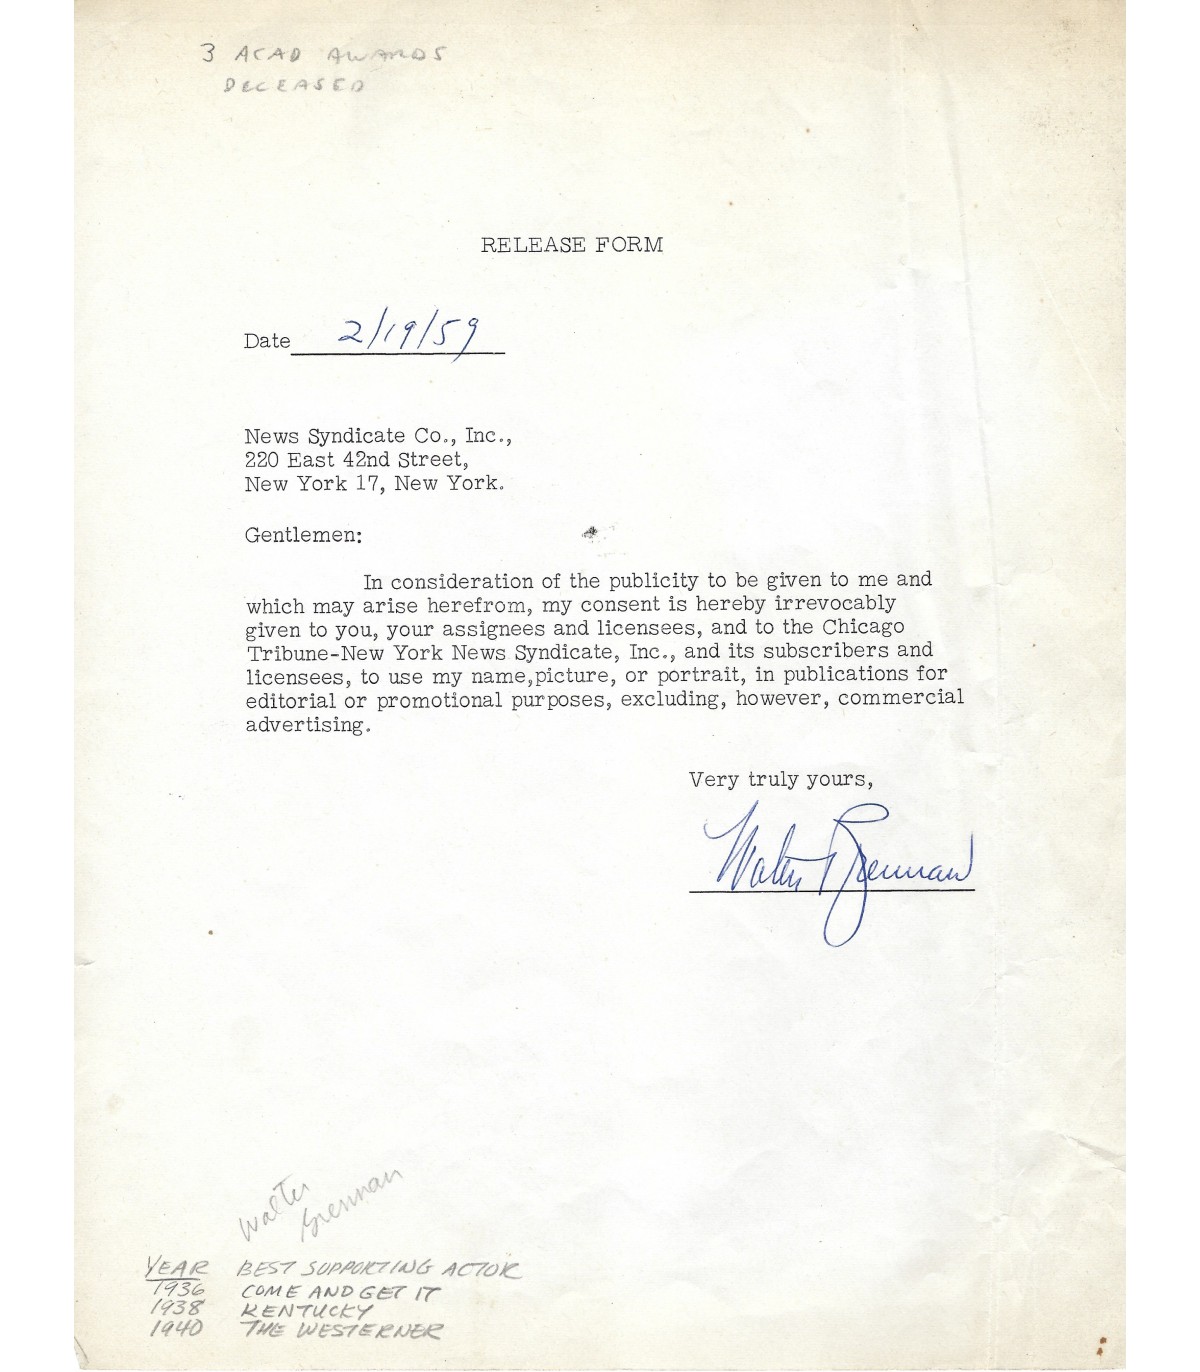 3 ACAD AWARDS
DECEASED
RELEASE FORM
Date 2/19/59
News Syndicate Co., Inc.,
220 East 42nd Street,
New York 17, New York.
Gentlemen:
In consideration of the publicity to be given to me and
which may arise herefrom, my consent is hereby irrevocably
given to you, your assignees and licensees, and to the Chicago
Tribune-New York News Syndicate, Inc., and its subscribers and
licensees, to use my name,picture, or portrait, in publications for
editorial or promotional purposes, excluding, however, commercial
advertising.
Very truly yours,
Walter Brennan
Walter
Brennan
YEAR BEST SUPPORTING ACTOR
1936 COME AND GET IT
1938 KENTUCKY
1940 THE WESTERNER